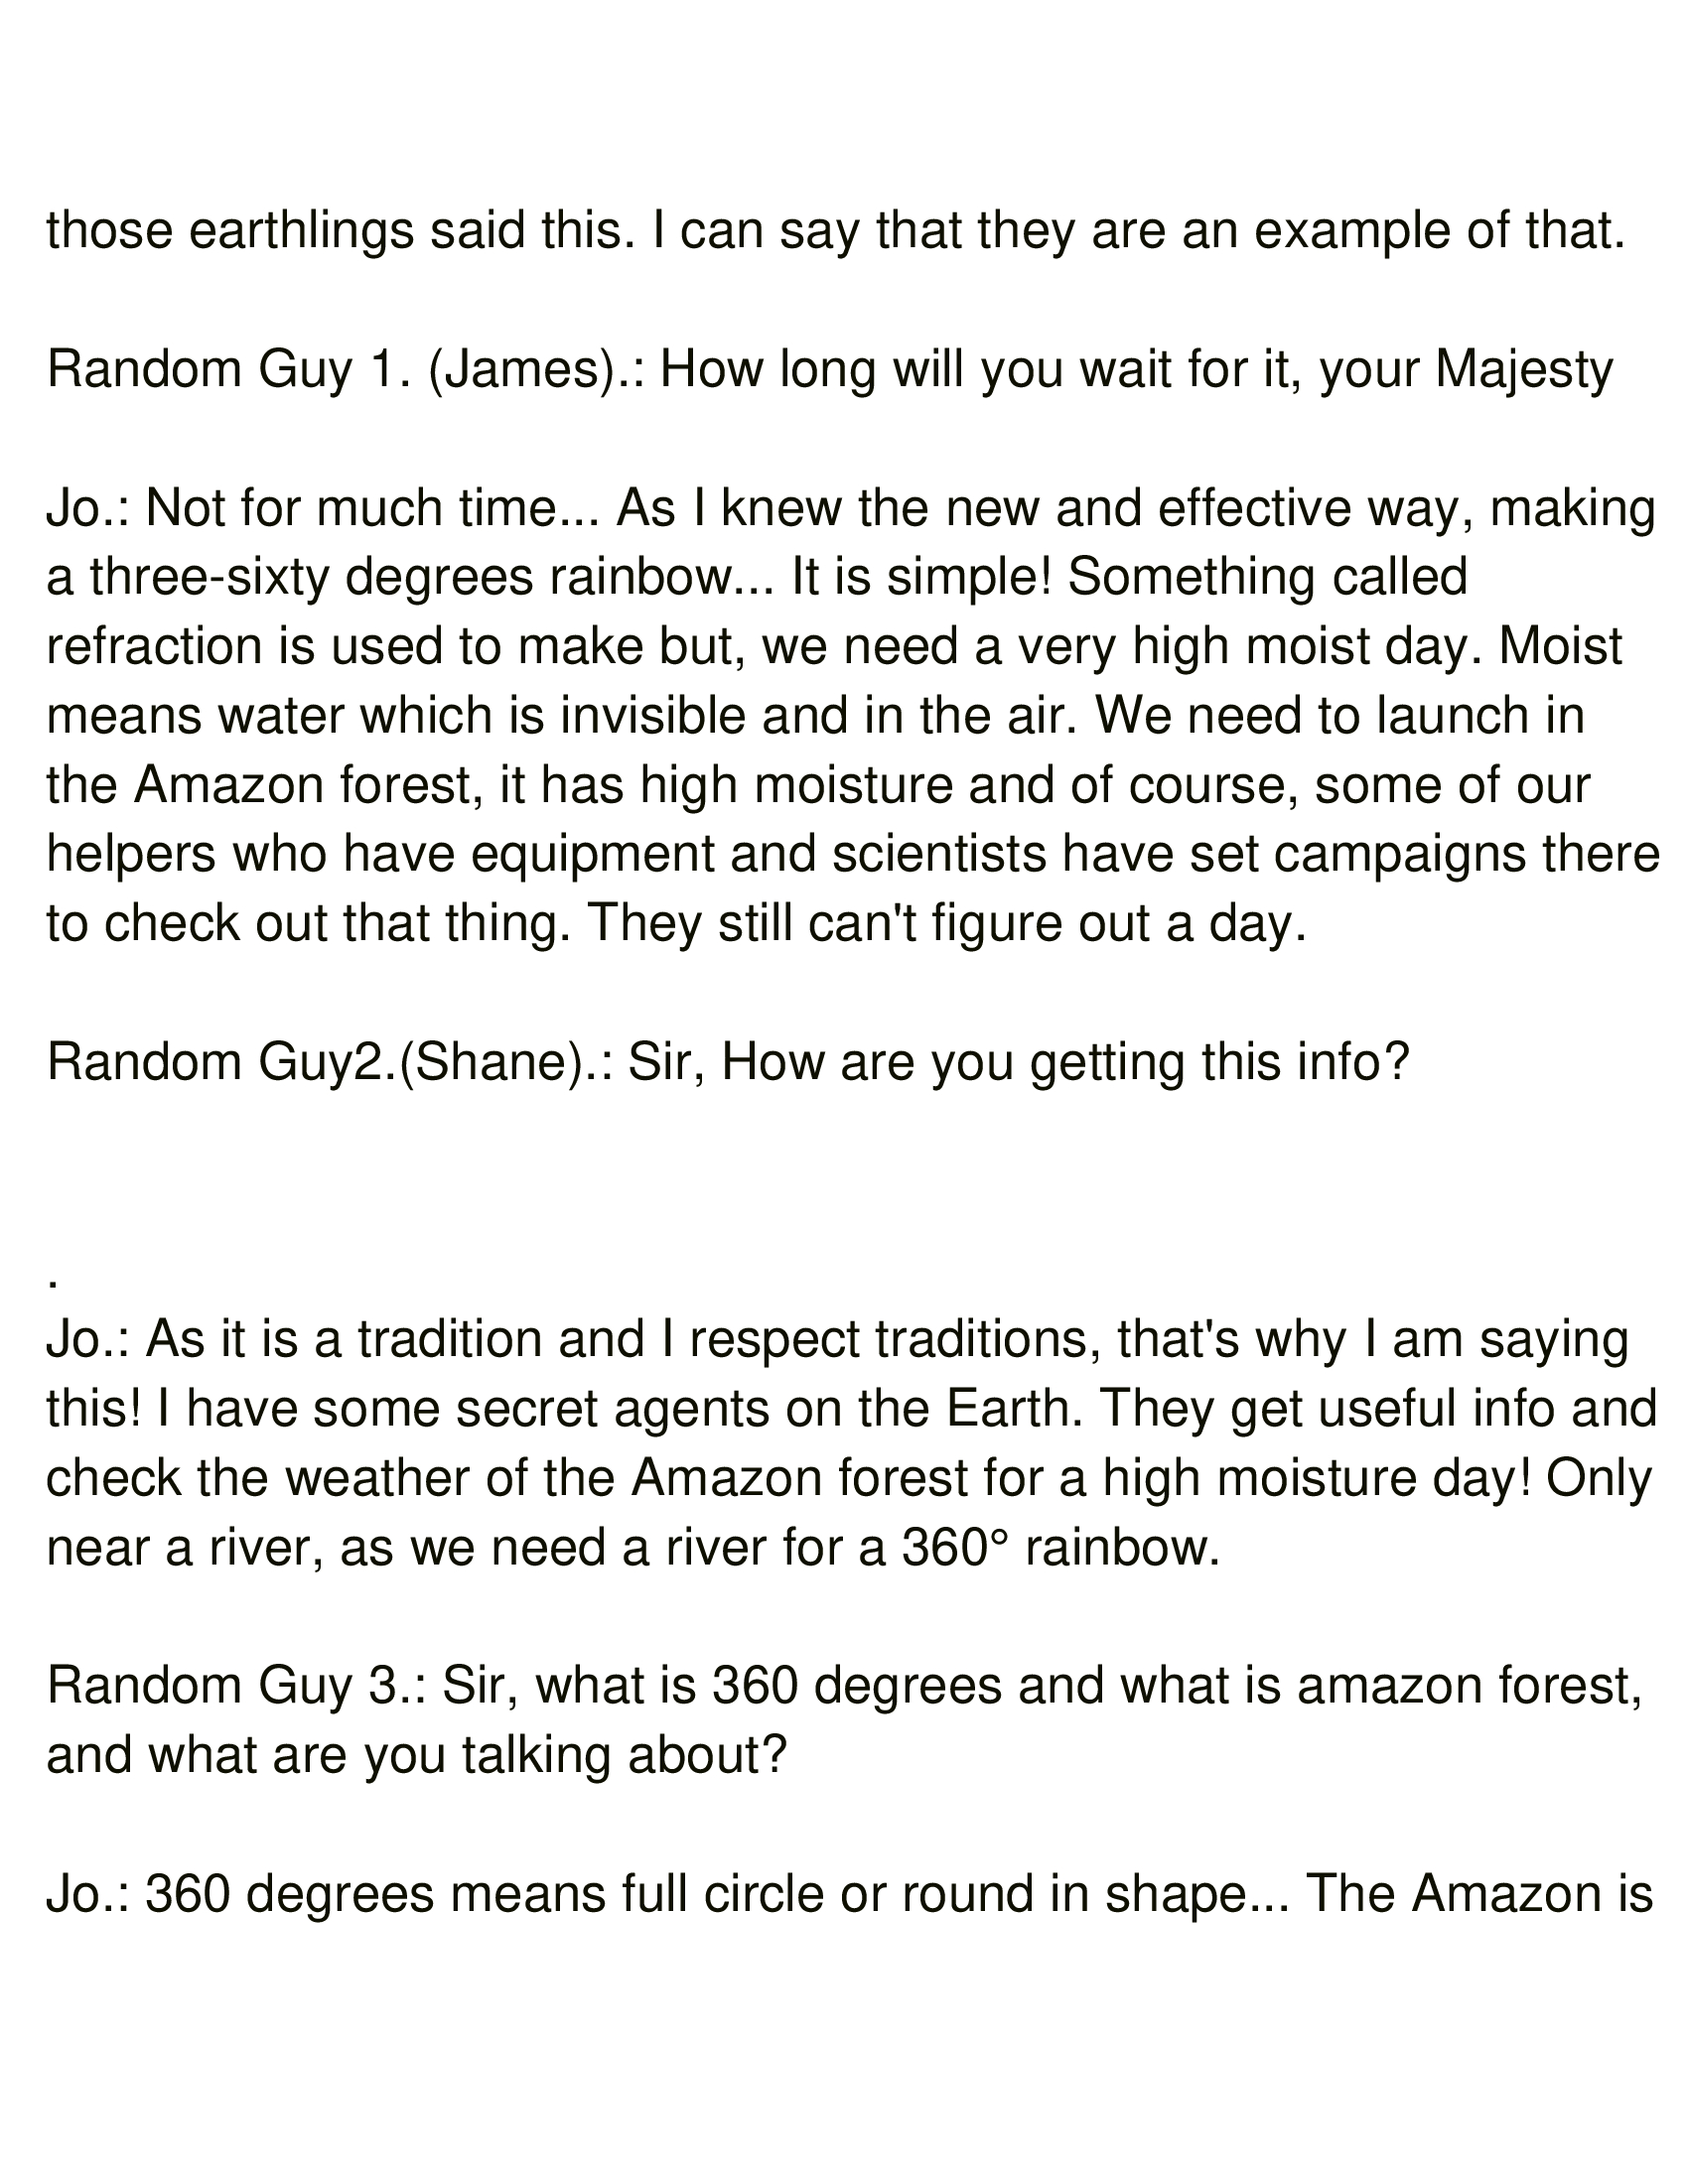 those earthlings said this. I can say that they are an example of that.
Random Guy 1. (James).: How long will you wait for it, your Majesty
Jo.: Not for much time... As I knew the new and effective way, making
a three-sixty degrees rainbow... It is simple! Something called
refraction is used to make but, we need a very high moist day. Moist
means water which is invisible and in the air. We need to launch in
the Amazon forest, it has high moisture and of course, some of our
helpers who have equipment and scientists have set campaigns there
to check out that thing. They still can't figure out a day.
Random Guy2.(Shane).: Sir, How are you getting this info?
.
Jo.: As it is a tradition and I respect traditions, that's why I am saying
this! I have some secret agents on the Earth. They get useful info and
check the weather of the Amazon forest for a high moisture day! Only
near a river, as we need a river for a 360° rainbow.
Random Guy 3.: Sir, what is 360 degrees and what is amazon forest,
and what are you talking about?
Jo.: 360 degrees means full circle or round in shape... The Amazon is